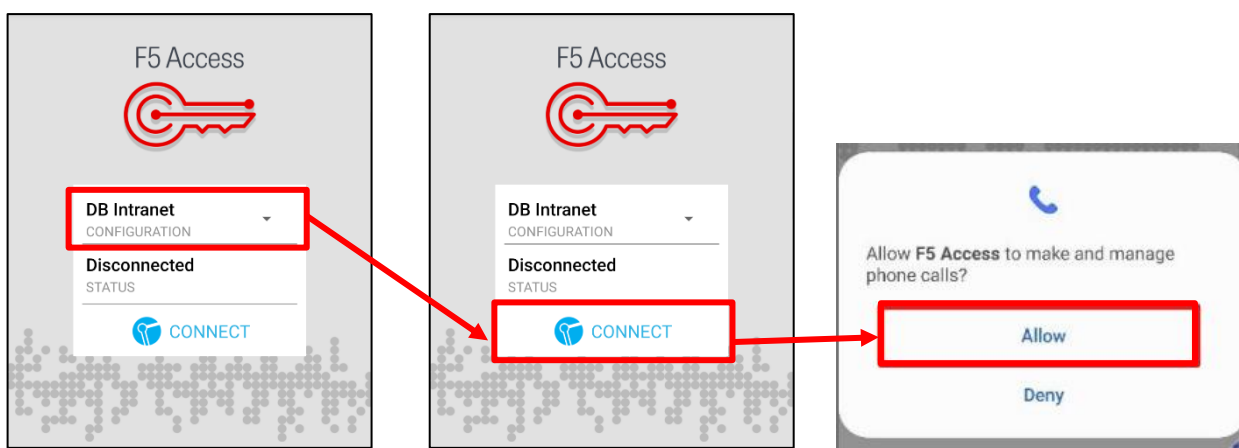 F5 Access
DB Intranet
CONFIGURATION
Disconnected
STATUS
CONNECT
F5 Access
DB Intranet
CONFIGURATION
Disconnected
STATUS
CONNECT
Allow F5 Access to make and manage
phone calls?
Allow
Deny